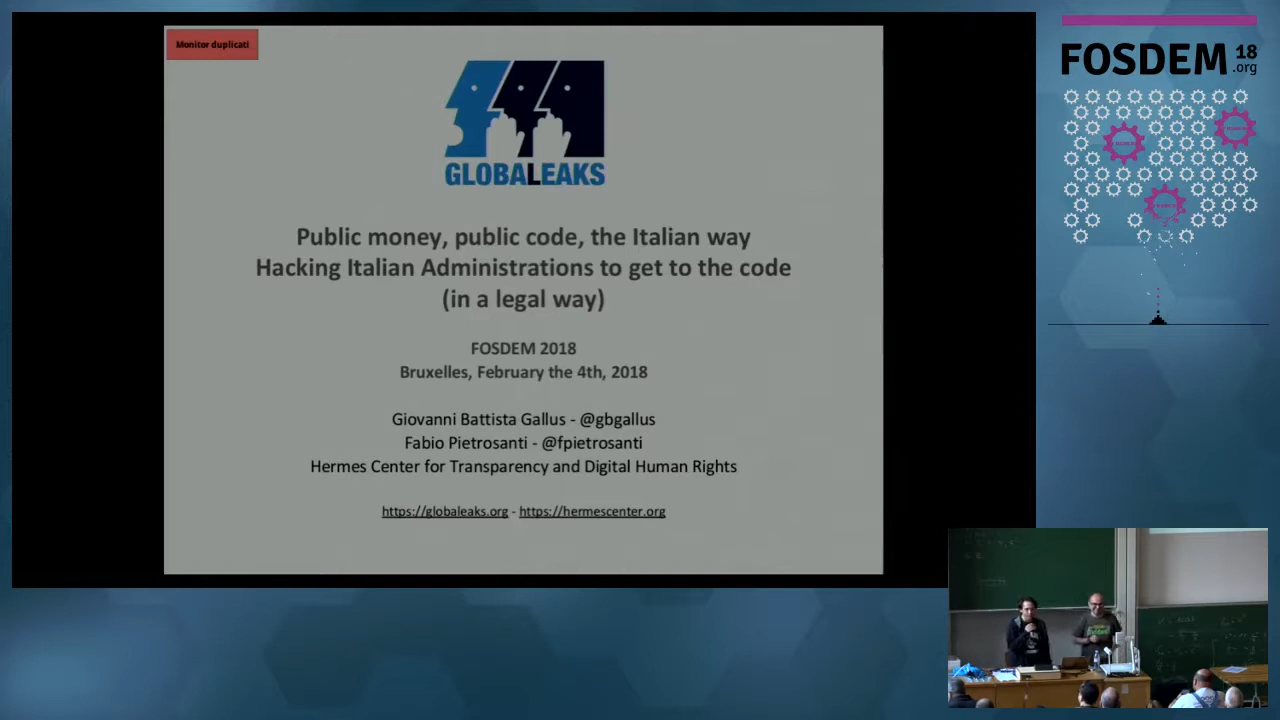 Monitor duplicati
GLOBALEAKS
Public money, public code, the Italian way
Hacking Italian Administrations to get to the code
(in a legal way)
FOSDEM 2018
Bruxelles, February the 4th, 2018
Giovanni Battista Gallus - @gbgallus
Fabio Pietrosanti - @fpietrosanti
Hermes Center for Transparency and Digital Human Rights
https://globaleaks.org - https://hermescenter.org
FOSDEM 18
.org